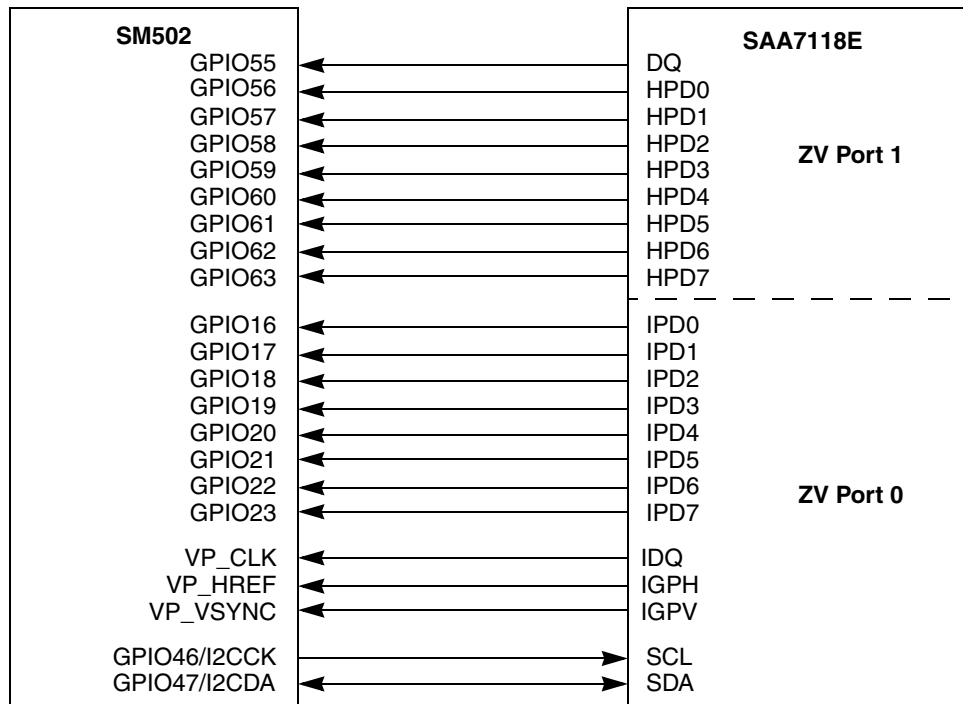 SM502 SAA7118E
GPIO55 DQ
GPIO56 HPD0
GPIO57 HPD1
GPIO58 HPD2
ZV Port 1
GPIO59 HPD3
GPIO60 HPD4
GPIO61 HPD5
GPIO62 HPD6
GPIO63 HPD7
GPIO16 IPD0
GPIO17 IPD1
GPIO18 IPD2
GPIO19 IPD3
GPIO20 IPD4
GPIO21 IPD5
GPIO22 IPD6
ZV Port 0
GPIO23 IPD7
VP_CLK IDQ
VP_HREF IGPH
VP_VSYNC IGPV
GPIO46/I2CCK SCL
GPIO47/I2CDA SDA